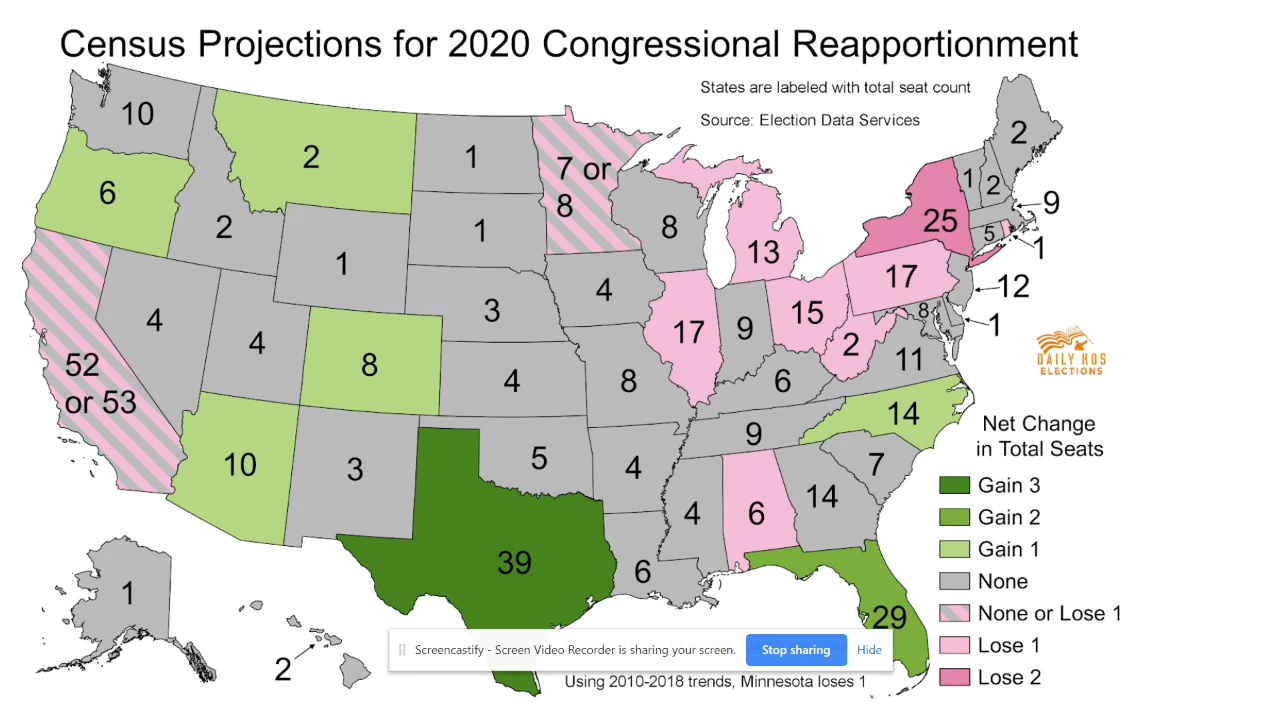 Census Projections for 2020 Congressional Reapportionment
States are labeled with total seat count
Source: Election Data Services
10
2
1
7 or
8
2
6
2
1
8
13
25
1
2
9
5
1
1
4
17
12
4
4
3
17
9
15
2
8
1
52
or 53
8
4
8
6
11
DAILY KOS
ELECTIONS
10
3
5
4
9
14
7
Net Change
in Total Seats
39
6
4
6
14
Gain 3
Gain 2
Gain 1
None
None or Lose 1
Lose 1
Lose 2
1
2
29
Screencastify - Screen Video Recorder is sharing your screen.
Stop sharing
Hide
Using 2010-2018 trends, Minnesota loses 1